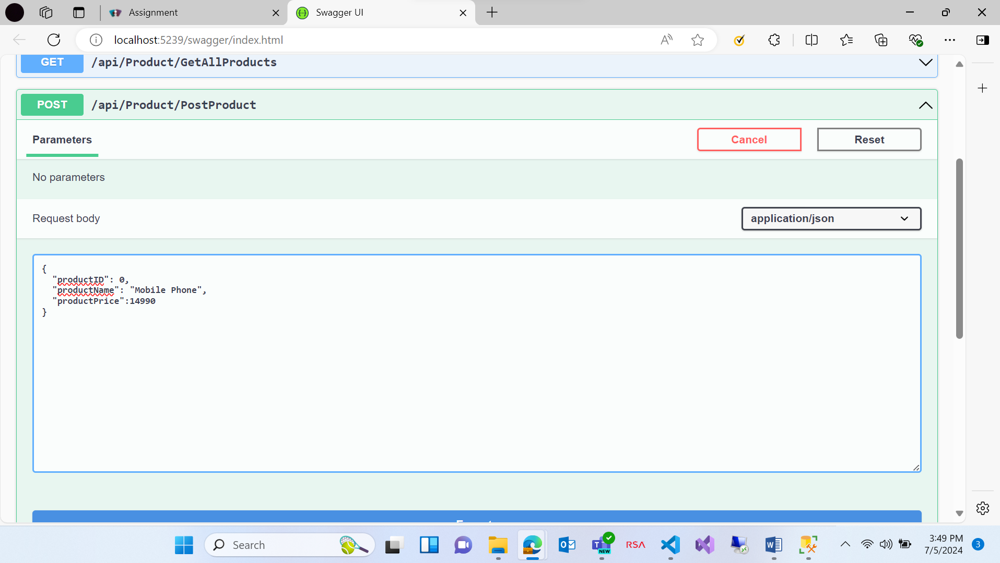 Assignment
Swagger UI
localhost:5239/swagger/index.html
GET /api/Product/GetAllProducts
POST /api/Product/PostProduct
Parameters
Cancel
Reset
No parameters
Request body
application/json
{
"productID": 0,
"productName": "Mobile Phone",
"productPrice":14990
}
Search
NEW
RSA
3:49 PM
7/5/2024
3